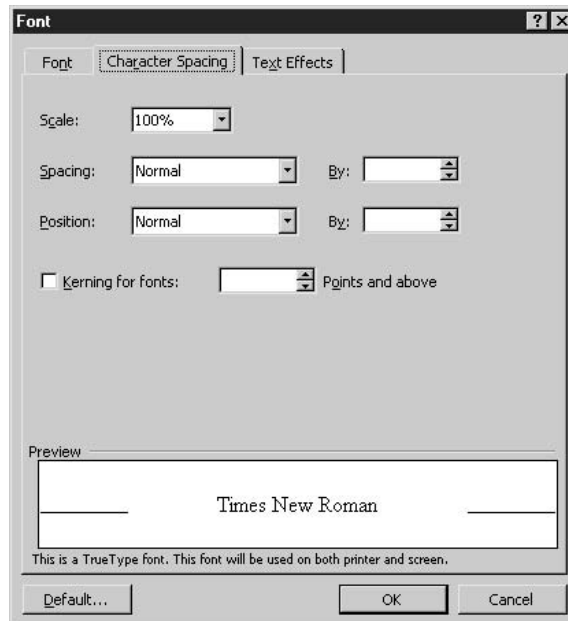 Font
Font Character Spacing Text Effects
Scale: 100%
Spacing: Normal By:
Position: Normal By:
Kerning for fonts: Points and above
Preview
Times New Roman
This is a TrueType font. This font will be used on both printer and screen.
Default... OK Cancel